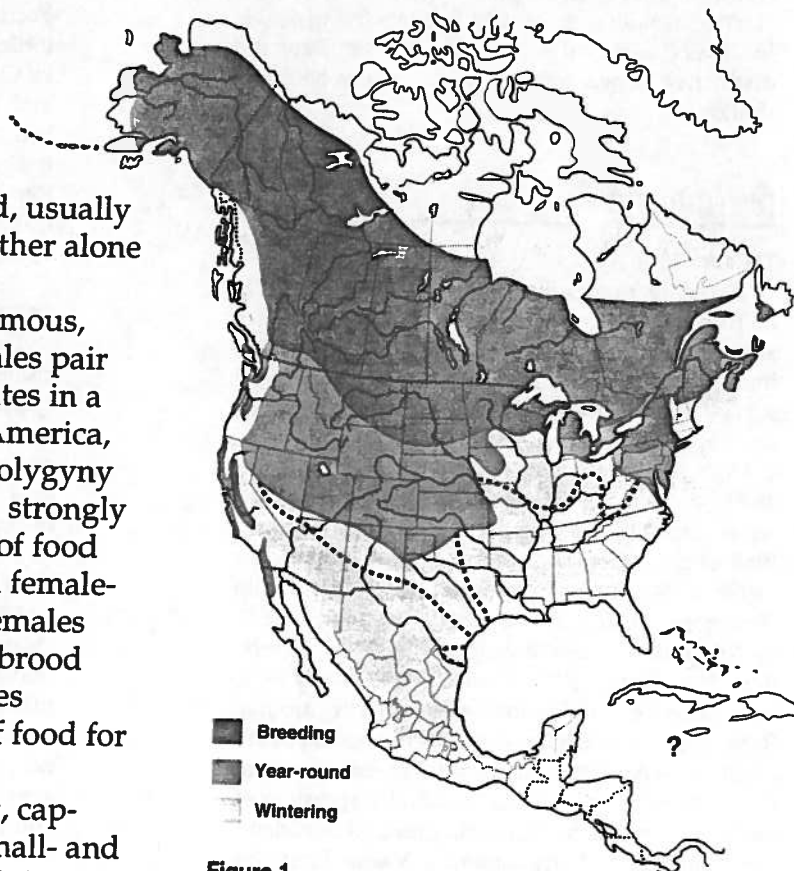 d, usually
ther alone
mous,
ales pair
ates in a
America,
olygyny
strongly
of food
female-
emales
brood
es
f food for
, cap-
nall- and
Breeding
Year-round
Wintering
?
Figure 1